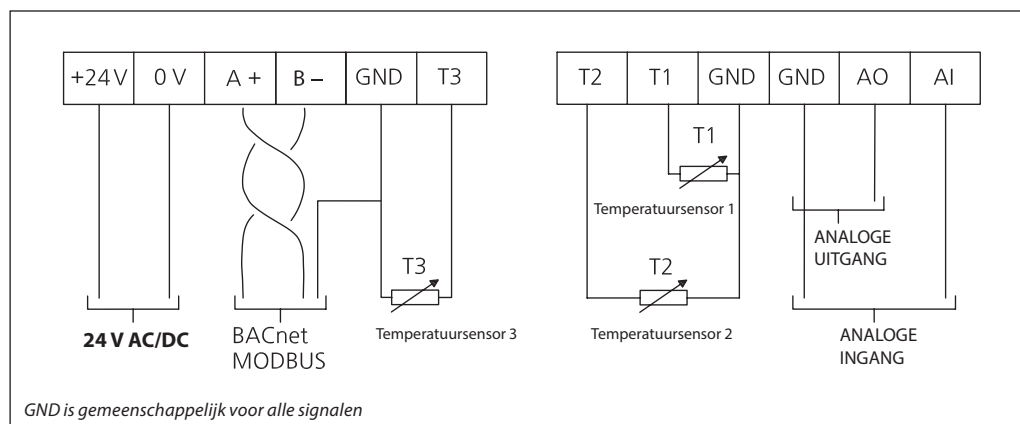 +24 V 0 V A + B – GND T3
T2 T1 GND GND AO AI
T1
Temperatuursensor 1
ANALOGE
UITGANG
T3
T2
24 V AC/DC
BACnet
MODBUS
Temperatuursensor 3
Temperatuursensor 2
ANALOGE
INGANG
GND is gemeenschappelijk voor alle signalen